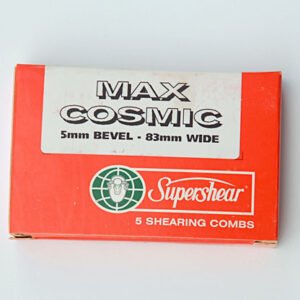 MAX
COSMIC
5mm BEVEL - 83mm WIDE
Supershear
5 SHEARING COMBS